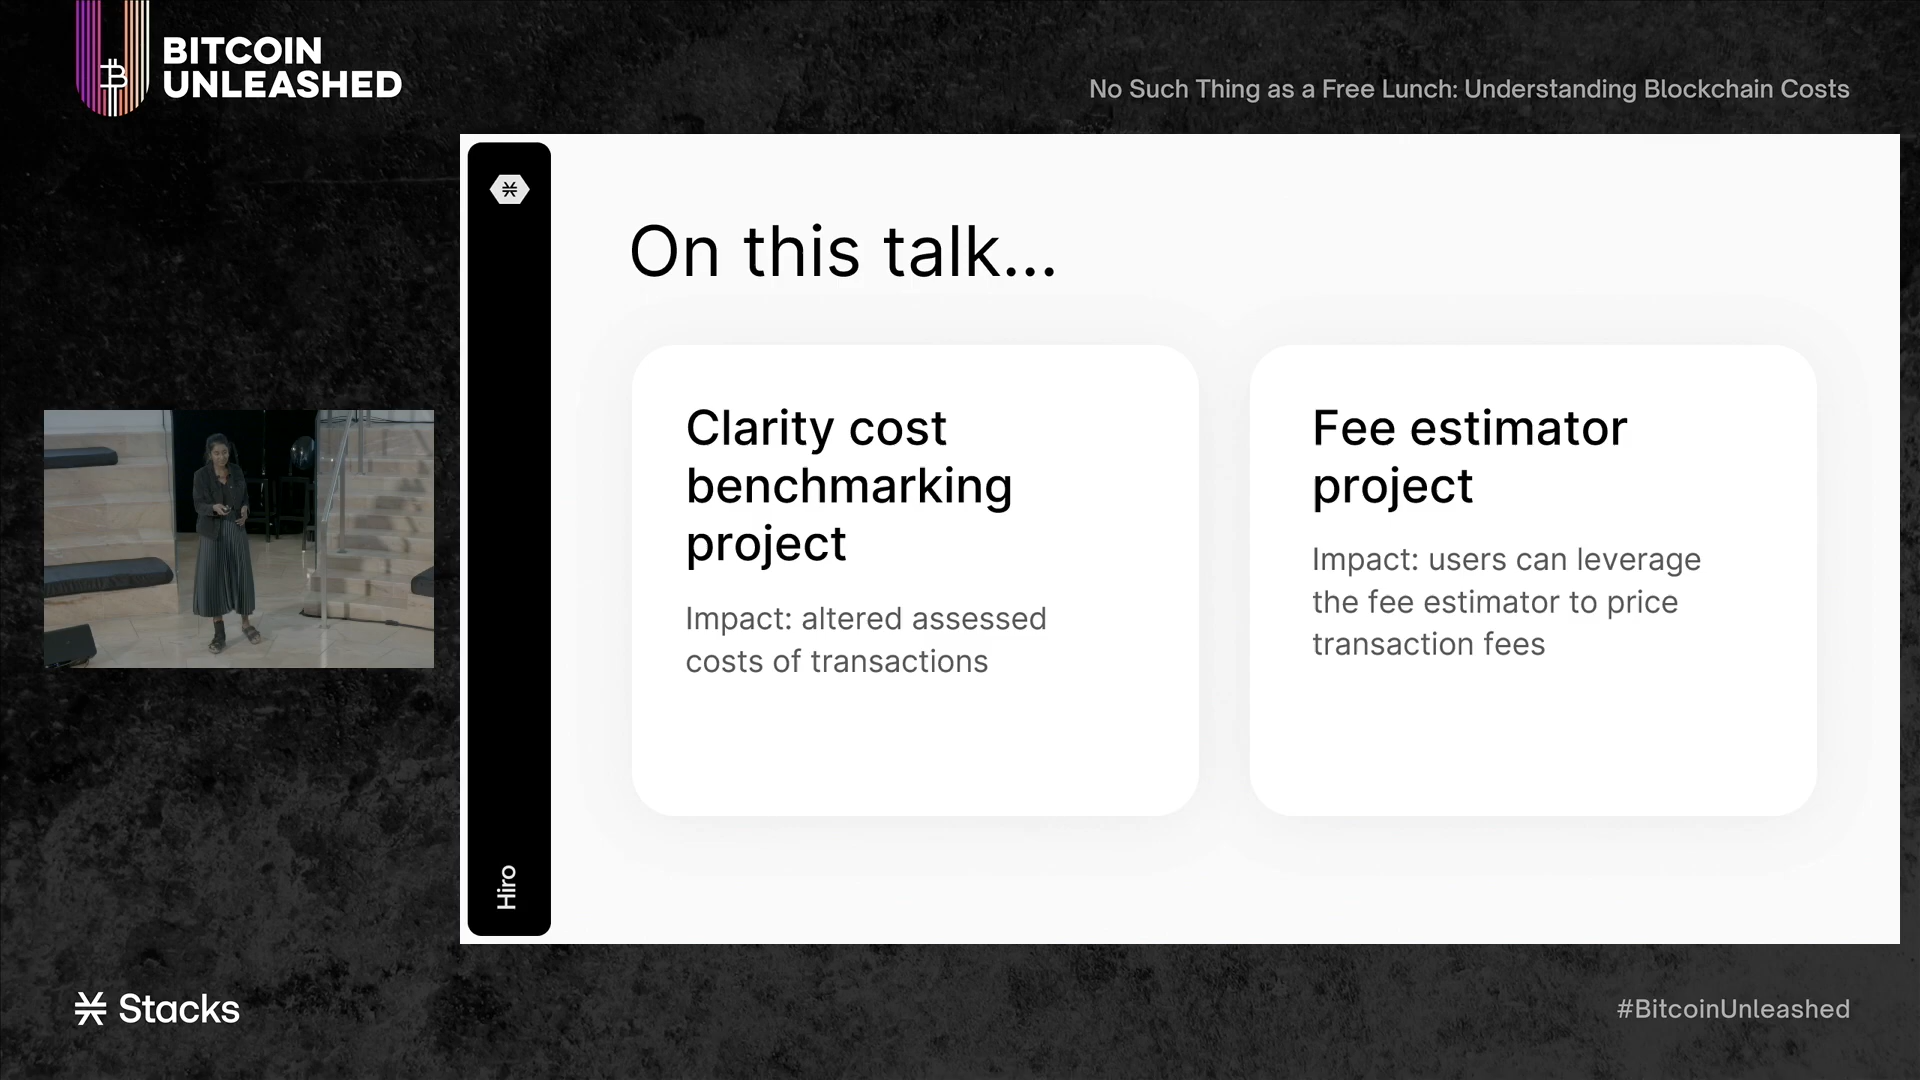 BITCOIN
UNLEASHED
No Such Thing as a Free Lunch: Understanding Blockchain Costs
On this talk...
Clarity cost
benchmarking
project
Impact: altered assessed
costs of transactions
Fee estimator
project
Impact: users can leverage
the fee estimator to price
transaction fees
Hiro
Stacks
#BitcoinUnleashed